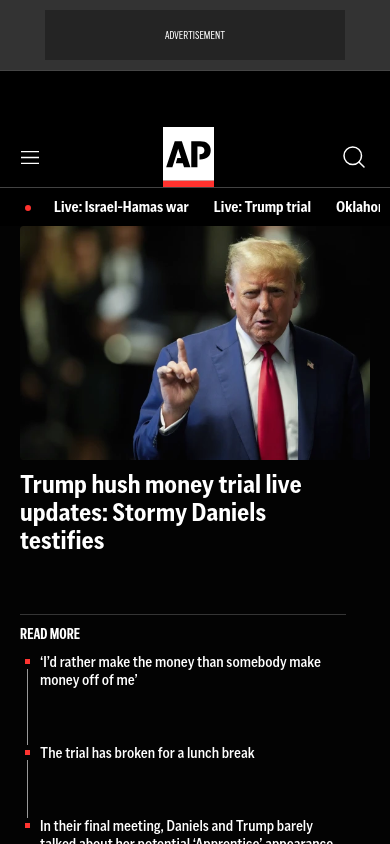 ADVERTISEMENT
AP
Live: Israel-Hamas war Live: Trump trial
Trump hush money trial live
updates: Stormy Daniels
testifies
READ MORE
‘I'd rather make the money than somebody make
money off of me’
The trial has broken for a lunch break
In their final meeting, Daniels and Trump barely
talked about her potential ‘Apprentice’ appearance